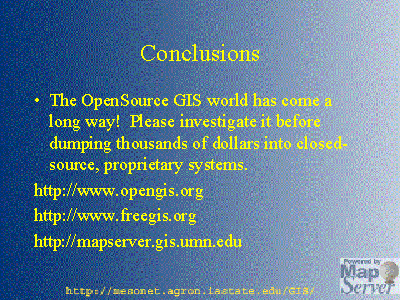 Conclusions
• The OpenSource GIS world has come a
long way!  Please investigate it before
dumping thousands of dollars into closed-
source, proprietary systems.
http://www.opengis.org
http://www.freegis.org
http://mapserver.gis.umn.edu
Powered by
Map
Server
http://mesonet.agron.iastate.edu/GIS/